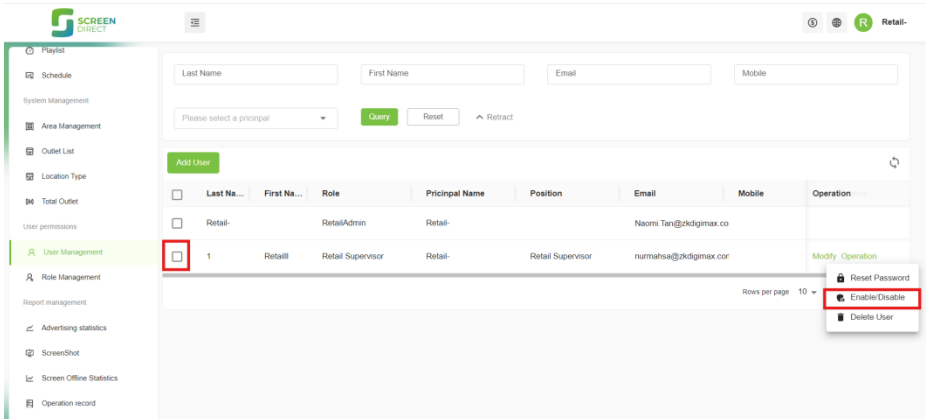 SCREEN
DIRECT
R
Retail-
Playlist
Schedule
System Management
Area Management
Outlet List
Location Type
Total Outlet
User permissions
User Management
Role Management
Report management
Advertising statistics
ScreenShot
Screen Offline Statistics
Operation record
Last Name First Name Email Mobile
Please select a pricinpal Query Reset Retract
Add User
Last Na... First Na... Role Pricinpal Name Position Email Mobile Operation
Retail- RetailAdmin Retail- Naomi.Tan@zkdigimax.co
1 Retailll Retail Supervisor Retail- Retail Supervisor nurmahsa@zkdigimax.con Modify Operation
Rows per page 10
Reset Password
Enable/Disable
Delete User